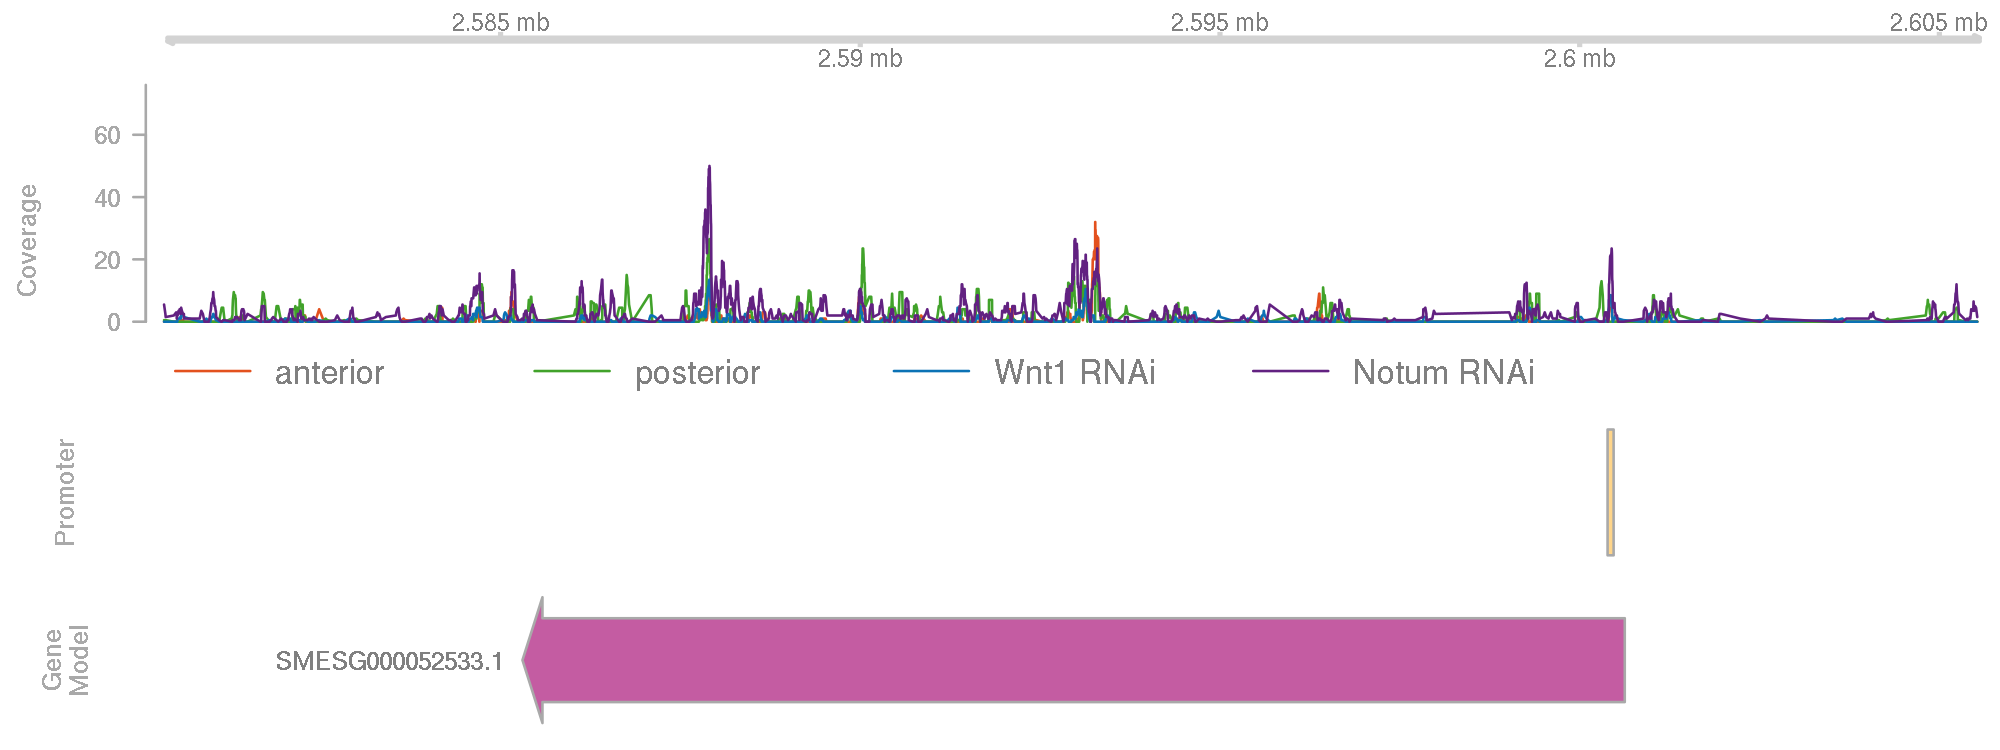 2.585 mb
2.595 mb
2.605 mb
2.59 mb
2.6 mb
Coverage
60
40
20
0
anterior
posterior
Wnt1 RNAi
Notum RNAi
Promoter
Gene
Model
SMESG000052533.1